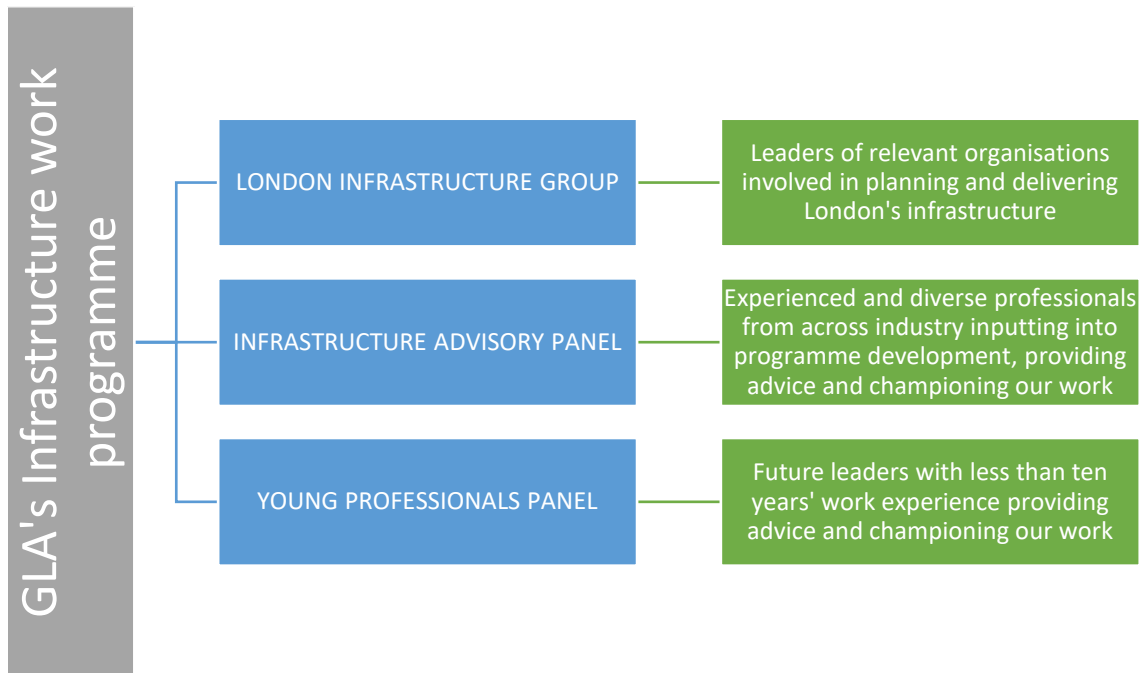 GLA's Infrastructure work
programme
LONDON INFRASTRUCTURE GROUP
Leaders of relevant organisations
involved in planning and delivering
London's infrastructure
INFRASTRUCTURE ADVISORY PANEL
Experienced and diverse professionals
from across industry inputting into
programme development, providing
advice and championing our work
YOUNG PROFESSIONALS PANEL
Future leaders with less than ten
years' work experience providing
advice and championing our work